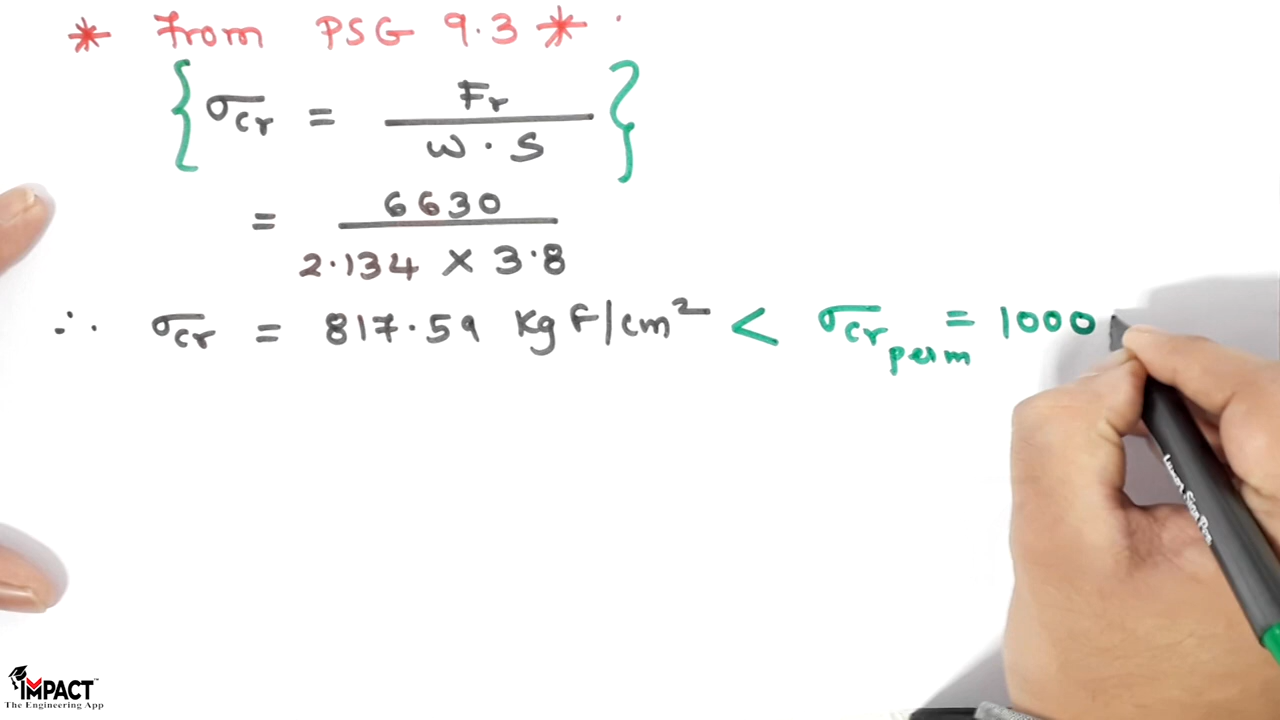 * From PSG 9.3 *
{ σcr = Fr / w · S }
= 6630 / 2.134 × 3.8
∴ σcr = 817.59 kgF/cm² < σcr perm = 1000
IMPACT™
The Engineering App